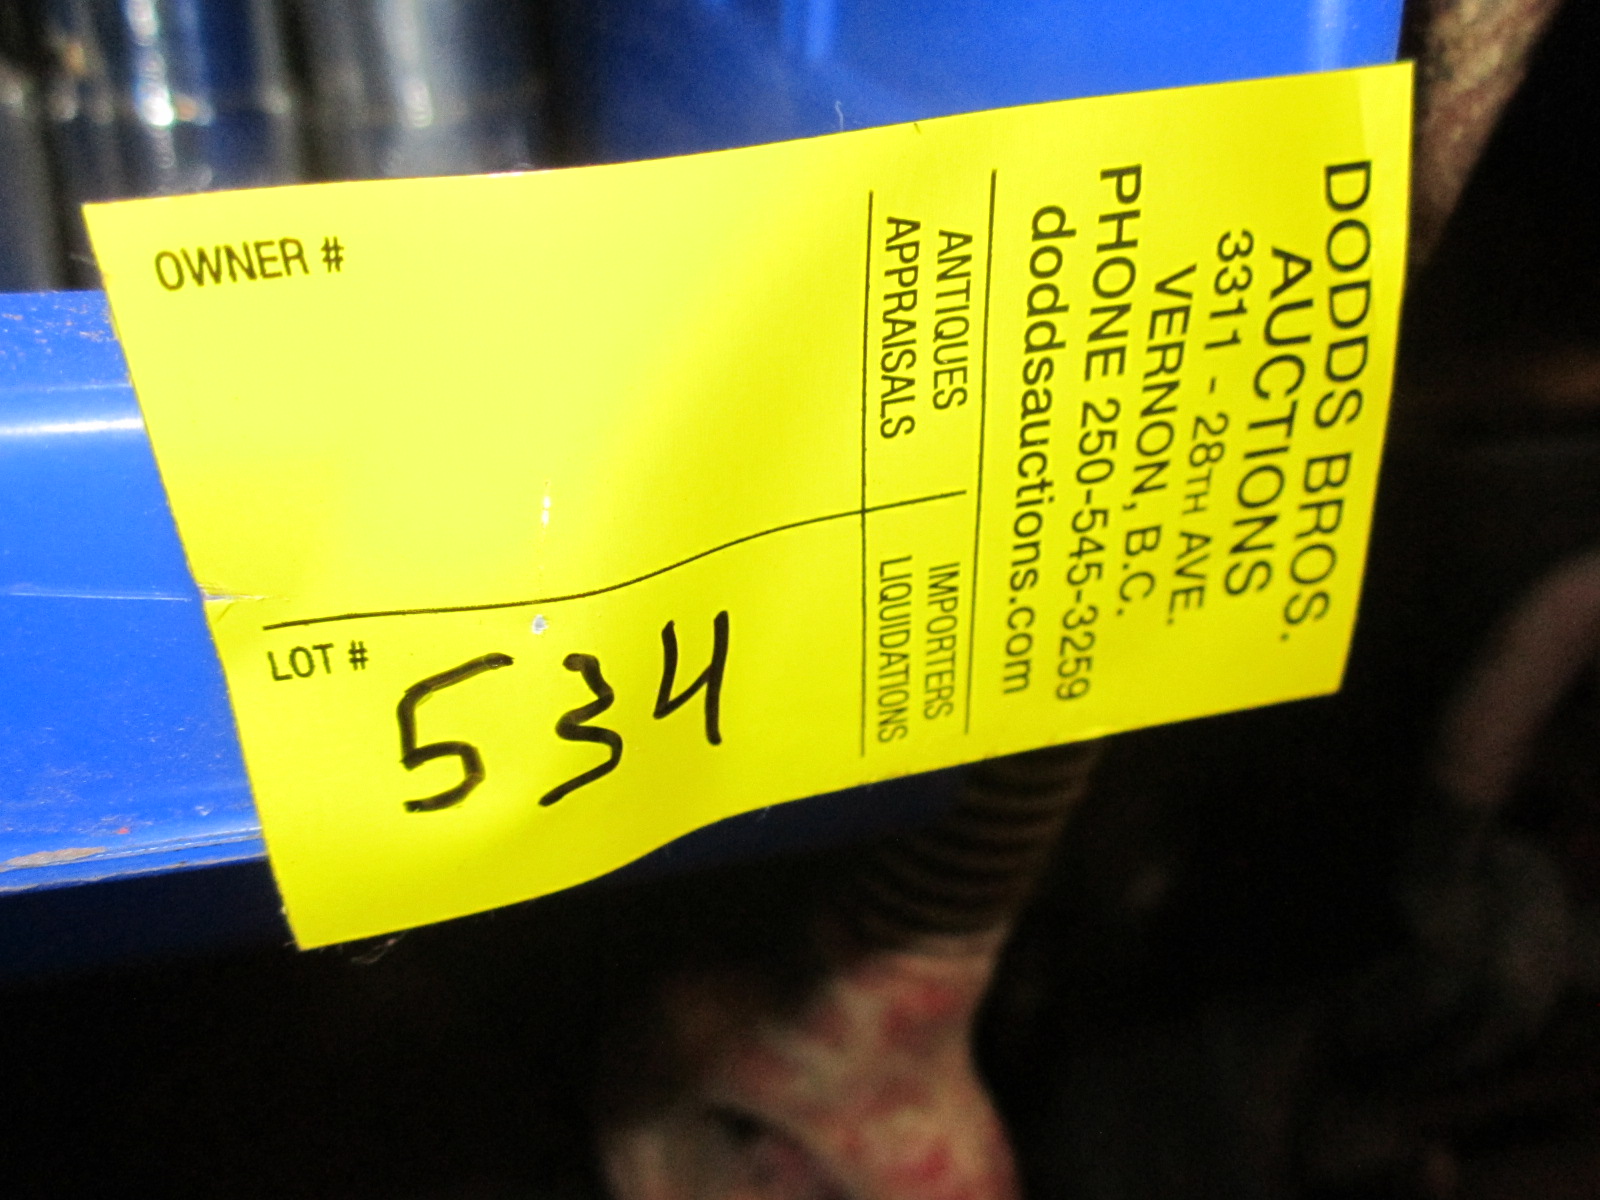 DODDS BROS.
AUCTIONS
3311 - 28TH AVE.
VERNON, B.C.
PHONE 250-545-3259
doddsauctions.com
ANTIQUES
APPRAISALS
IMPORTERS
LIQUIDATIONS
OWNER #
LOT # 534